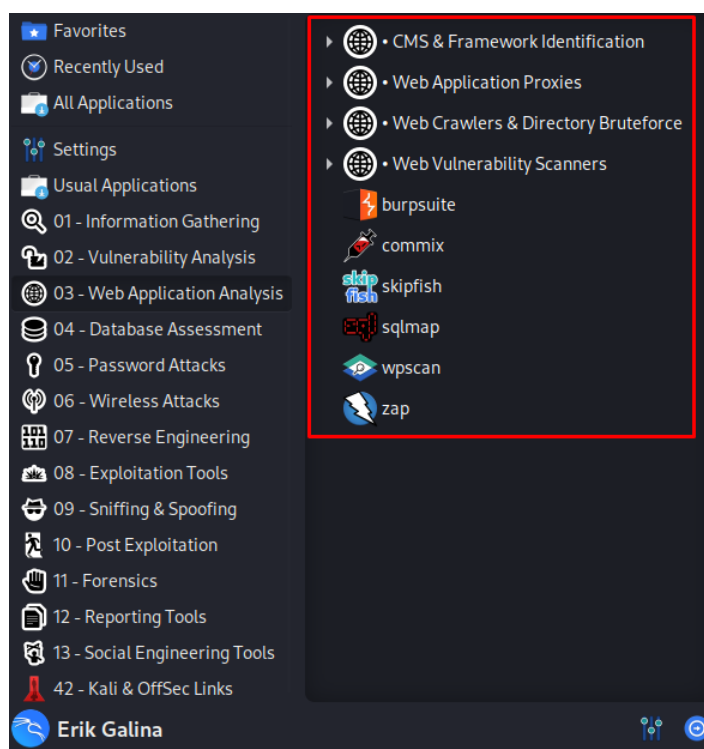 Favorites
Recently Used
All Applications
Settings
Usual Applications
01 - Information Gathering
02 - Vulnerability Analysis
03 - Web Application Analysis
04 - Database Assessment
05 - Password Attacks
06 - Wireless Attacks
07 - Reverse Engineering
08 - Exploitation Tools
09 - Sniffing & Spoofing
10 - Post Exploitation
11 - Forensics
12 - Reporting Tools
13 - Social Engineering Tools
42 - Kali & OffSec Links
Erik Galina
• CMS & Framework Identification
• Web Application Proxies
• Web Crawlers & Directory Bruteforce
• Web Vulnerability Scanners
burpsuite
commix
skip
fish
skipfish
sql
sqlmap
wpscan
zap